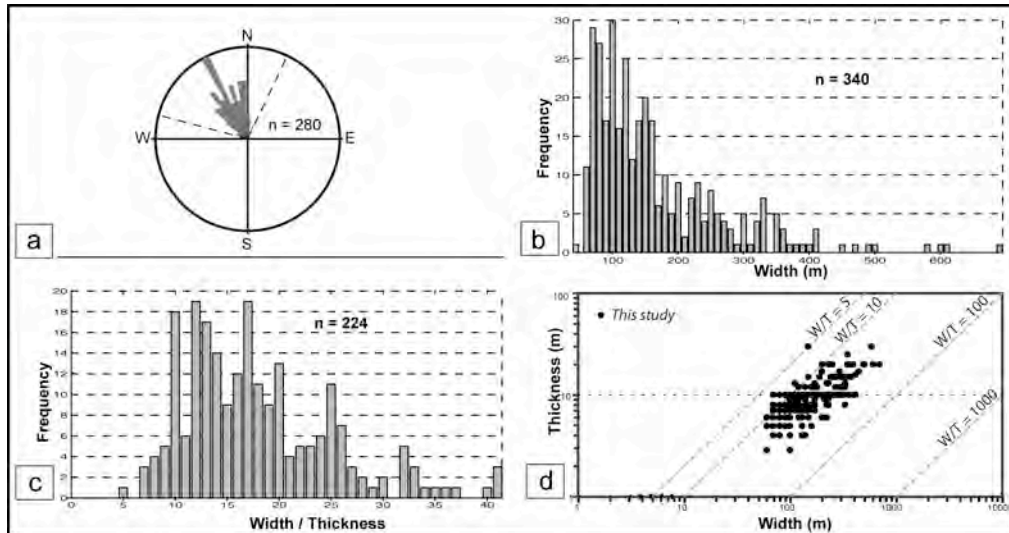 N
W
E
n = 280
S
a
30
25
20
15
10
5
0
Frequency
n = 340
100
200
300
400
500
600
Width (m)
b
20
18
16
14
12
10
8
6
4
2
0
Frequency
n = 224
0
5
10
15
20
25
30
35
40
Width / Thickness
c
100
10
1
Thickness (m)
This study
W/T = 5
W/T = 10
W/T = 100
W/T = 1000
1
10
100
1000
Width (m)
d